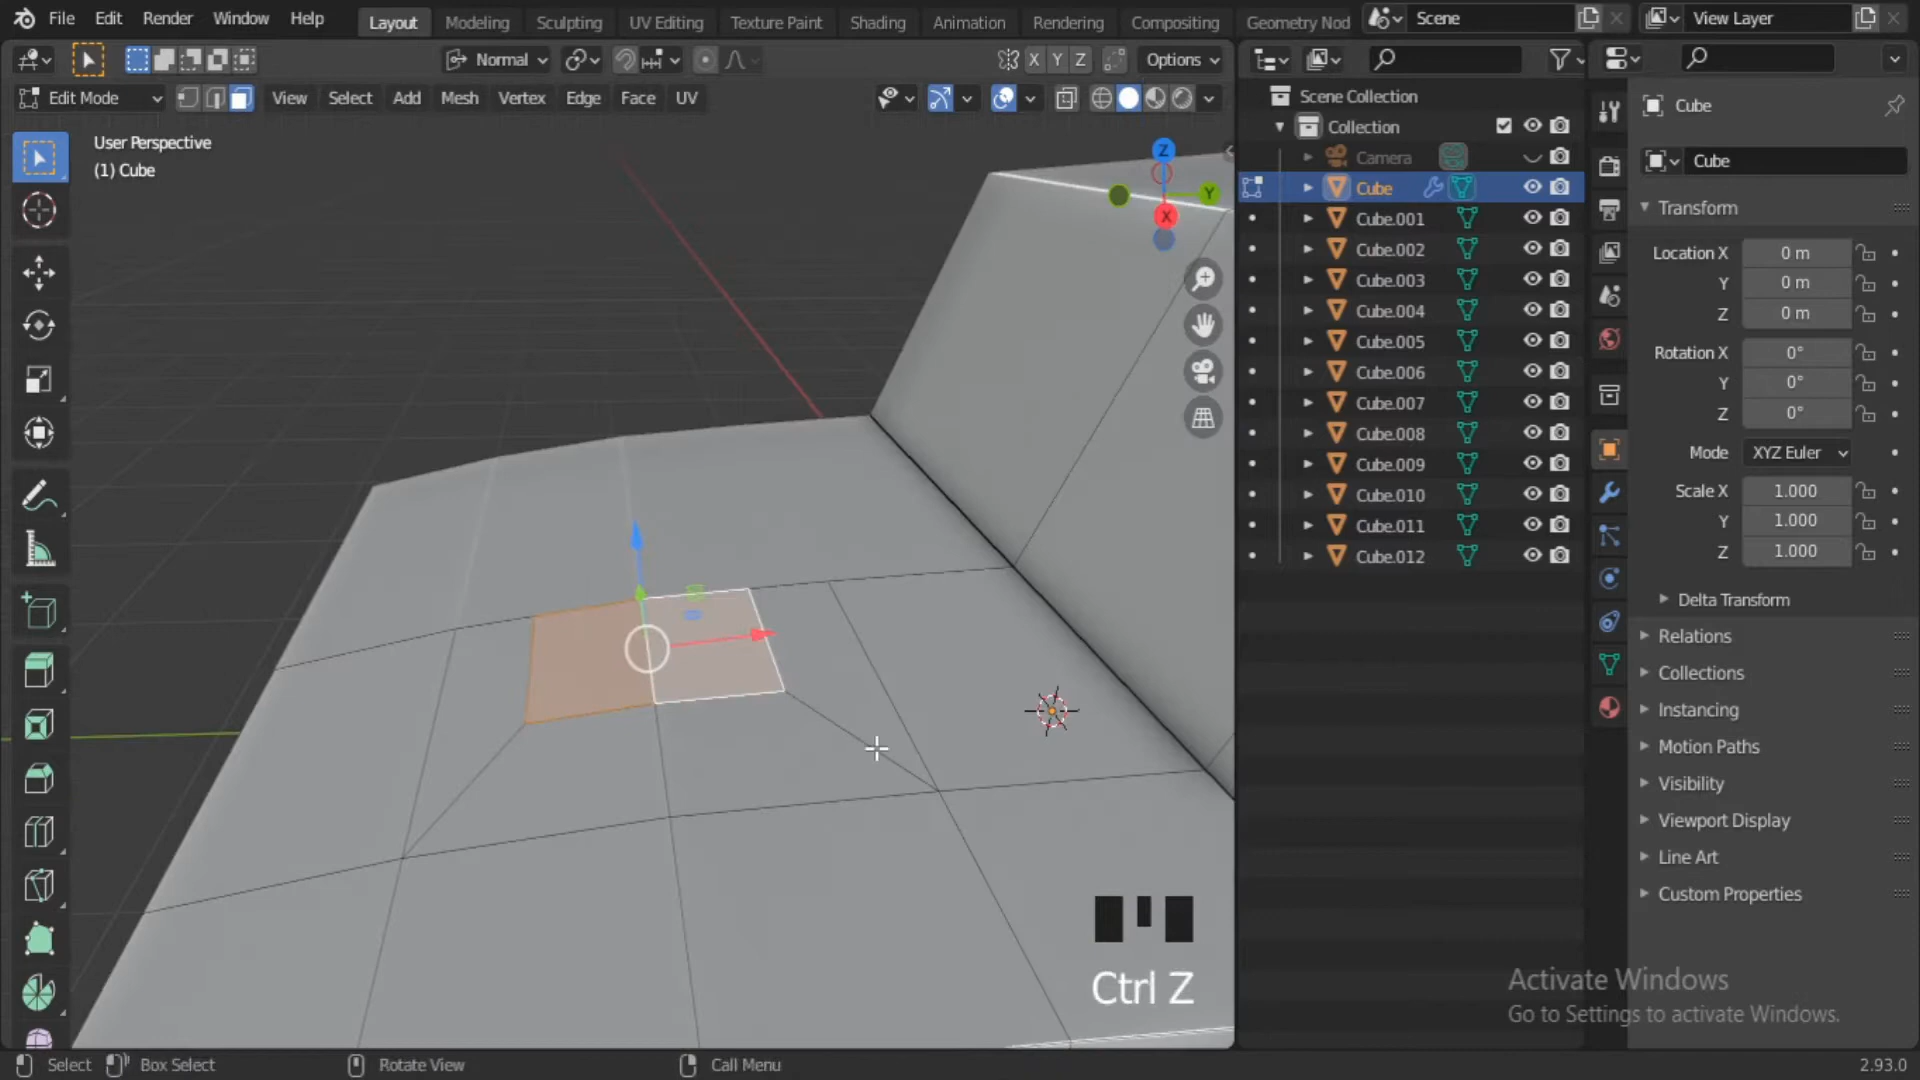 File Edit Render Window Help Layout Modeling Sculpting UV Editing Texture Paint Shading Animation Rendering Compositing Geometry Nod Scene View Layer
Normal X Y Z Options
Edit Mode View Select Add Mesh Vertex Edge Face UV
User Perspective
(1) Cube
Z
Y
X
Ctrl Z
Scene Collection
Collection
Camera
Cube
Cube.001
Cube.002
Cube.003
Cube.004
Cube.005
Cube.006
Cube.007
Cube.008
Cube.009
Cube.010
Cube.011
Cube.012
Cube
Cube
Transform
Location X 0 m
Y 0 m
Z 0 m
Rotation X 0°
Y 0°
Z 0°
Mode XYZ Euler
Scale X 1.000
Y 1.000
Z 1.000
Delta Transform
Relations
Collections
Instancing
Motion Paths
Visibility
Viewport Display
Line Art
Custom Properties
Activate Windows
Go to Settings to activate Windows.
Select Box Select Rotate View Call Menu 2.93.0